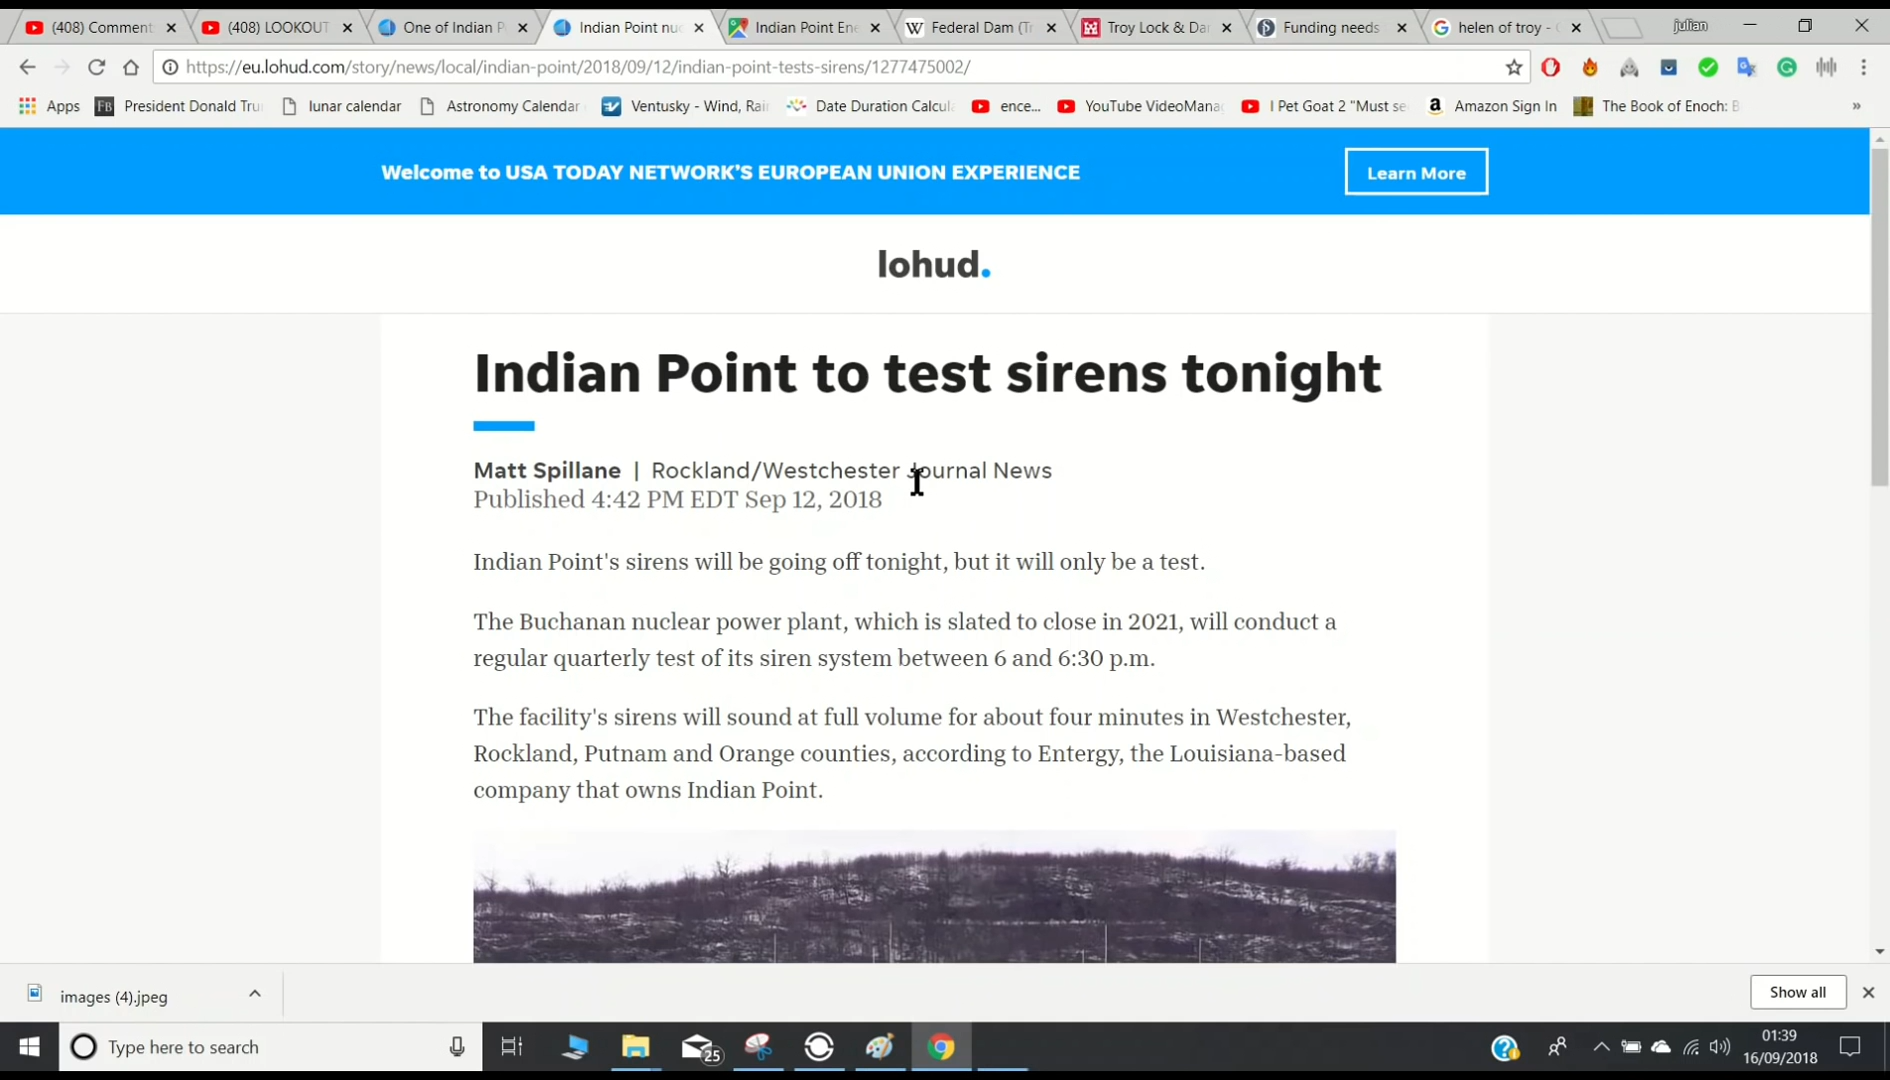 (408) Comment
(408) LOOKOUT
One of Indian P
Indian Point nuc
Indian Point Ene
Federal Dam (Tr
Troy Lock & Dar
Funding needs
helen of troy -
julian
https://eu.lohud.com/story/news/local/indian-point/2018/09/12/indian-point-tests-sirens/1277475002/
Apps
President Donald Tru
lunar calendar
Astronomy Calendar
Ventusky - Wind, Rai
Date Duration Calcul
ence...
YouTube VideoMana
I Pet Goat 2 "Must se
Amazon Sign In
The Book of Enoch: B
»
Welcome to USA TODAY NETWORK'S EUROPEAN UNION EXPERIENCE
Learn More
lohud.
Indian Point to test sirens tonight
Matt Spillane | Rockland/Westchester Journal News
Published 4:42 PM EDT Sep 12, 2018
Indian Point's sirens will be going off tonight, but it will only be a test.
The Buchanan nuclear power plant, which is slated to close in 2021, will conduct a
regular quarterly test of its siren system between 6 and 6:30 p.m.
The facility's sirens will sound at full volume for about four minutes in Westchester,
Rockland, Putnam and Orange counties, according to Entergy, the Louisiana-based
company that owns Indian Point.
images (4).jpeg
Show all
Type here to search
25
01:39
16/09/2018